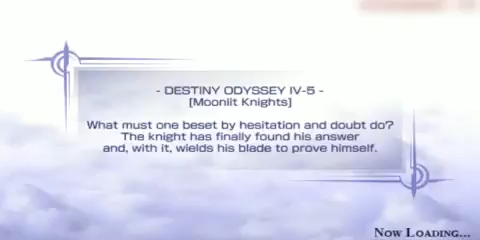 - DESTINY ODYSSEY IV-5 -
[Moonlit Knights]
What must one beset by hesitation and doubt do?
The knight has finally found his answer
and, with it, wields his blade to prove himself.
Now Loading...